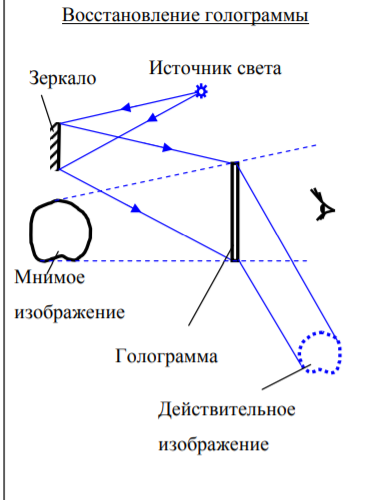 Восстановление голограммы
Источник света
Зеркало
Мнимое
изображение
Голограмма
Действительное
изображение